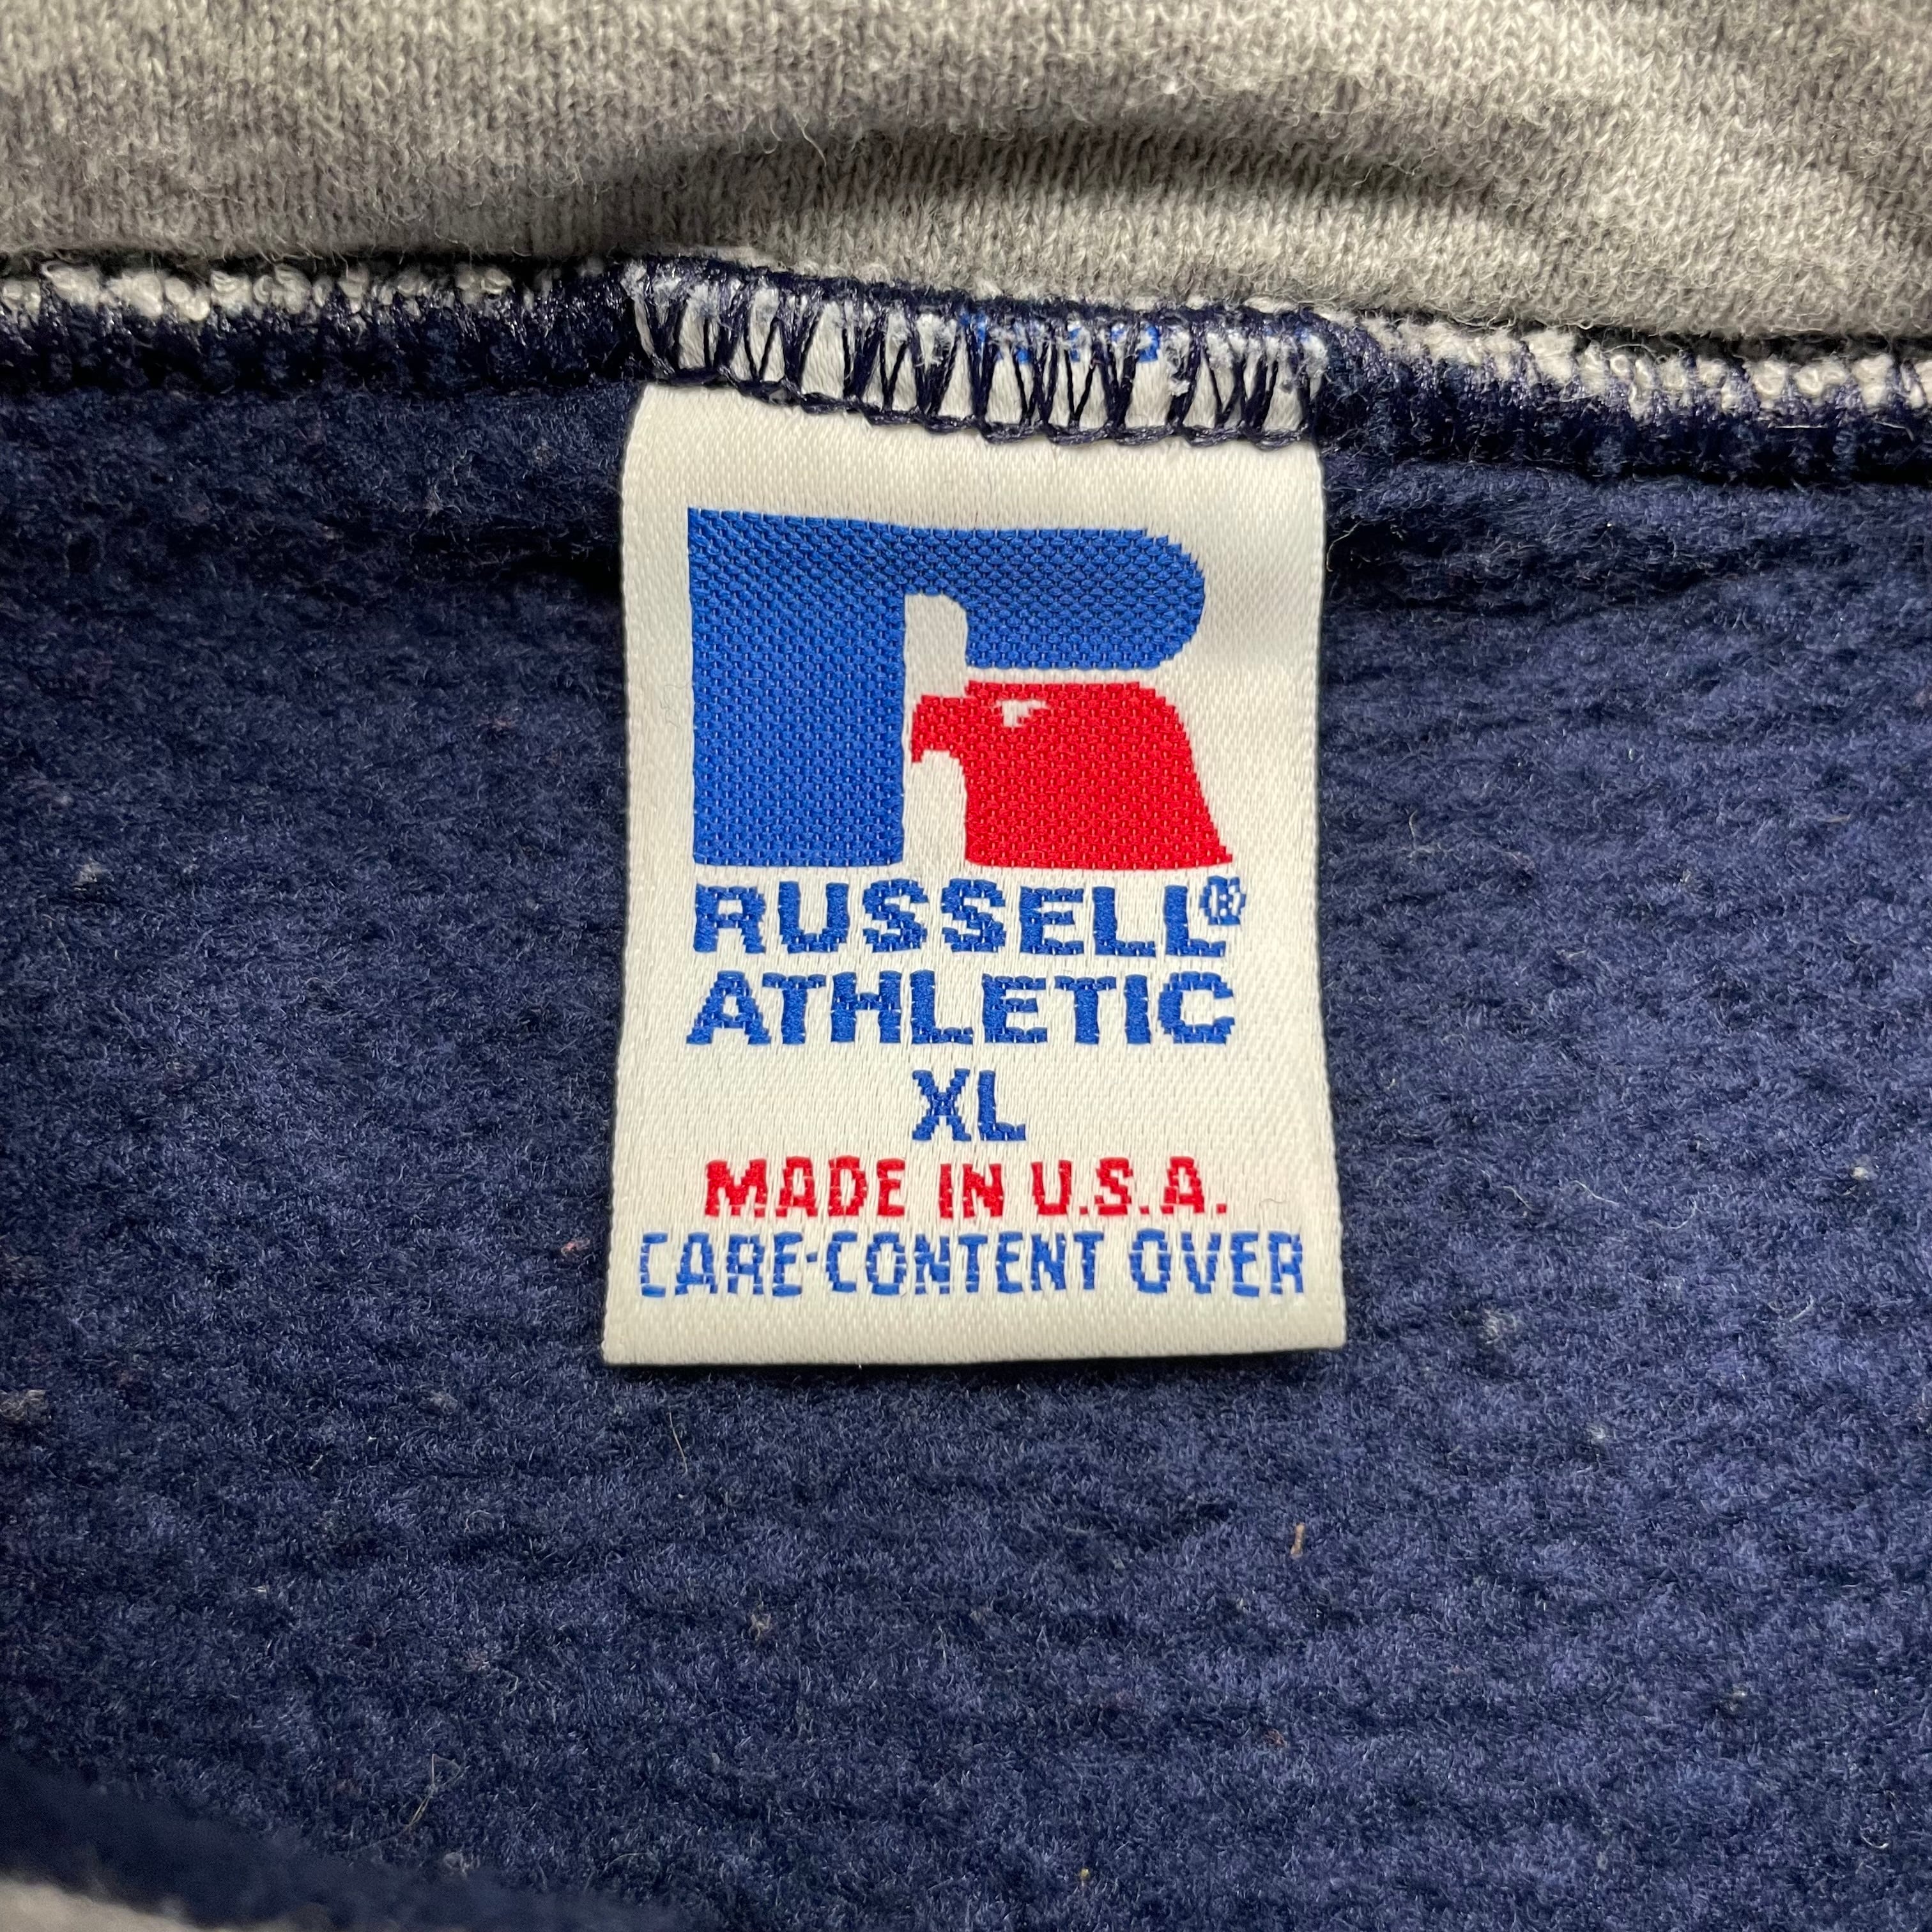 RUSSELL®
ATHLETIC
XL
MADE IN U.S.A.
CARE·CONTENT OVER